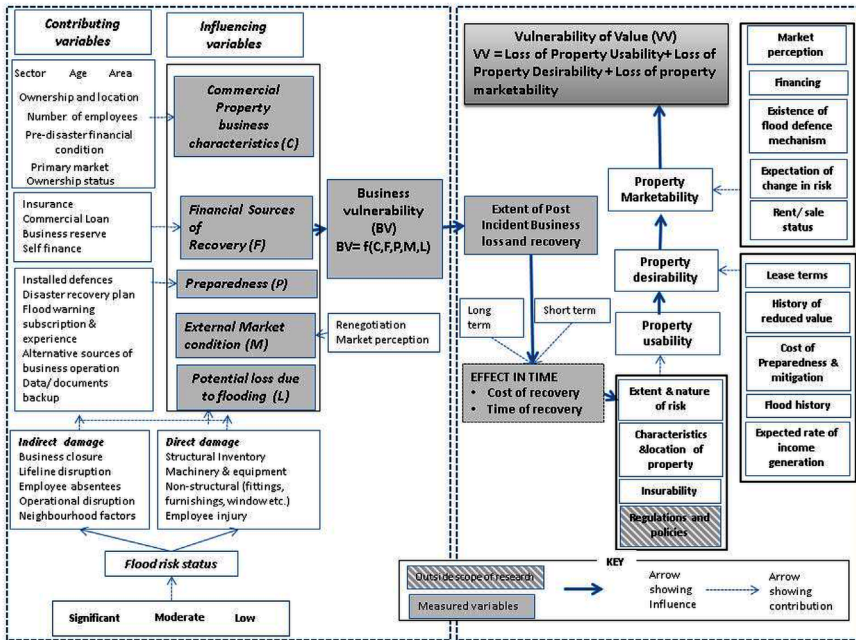 Contributing
variables
Influencing
variables
Sector Age Area
Ownership and location
Number of employees
Pre-disaster financial
condition
Primary market
Ownership status
Commercial
Property
business
characteristics (C)
Insurance
Commercial Loan
Business reserve
Self finance
Financial Sources
of
Recovery (F)
Installed defences
Disaster recovery plan
Flood warning
subscription &
experience
Alternative sources of
business operation
Data/ documents
backup
Preparedness (P)
External Market
condition (M)
Renegotiation
Market perception
Potential loss due
to flooding (L)
Indirect damage
Business closure
Lifeline disruption
Employee absentees
Operational disruption
Neighbourhood factors
Direct damage
Structural Inventory
Machinery & equipment
Non-structural (fittings,
furnishings, window etc.)
Employee injury
Flood risk status
Significant Moderate Low
Business
vulnerability
(BV)
BV= f(C,F,P,M,L)
Vulnerability of Value (VV)
VV = Loss of Property Usability+ Loss of
Property Desirability + Loss of property
marketability
Extent of Post
Incident Business
loss and recovery
Long
term
Short term
EFFECT IN TIME
• Cost of recovery
• Time of recovery
Property
Marketability
Property
desirability
Property
usability
Extent & nature
of risk
Characteristics
&location of
property
Insurability
Regulations and
policies
Market
perception
Financing
Existence of
flood defence
mechanism
Expectation of
change in risk
Rent/ sale
status
Lease terms
History of
reduced value
Cost of
Preparedness &
mitigation
Flood history
Expected rate of
income
generation
KEY
Outside scope of research
Measured variables
Arrow
showing
Influence
Arrow
showing
contribution